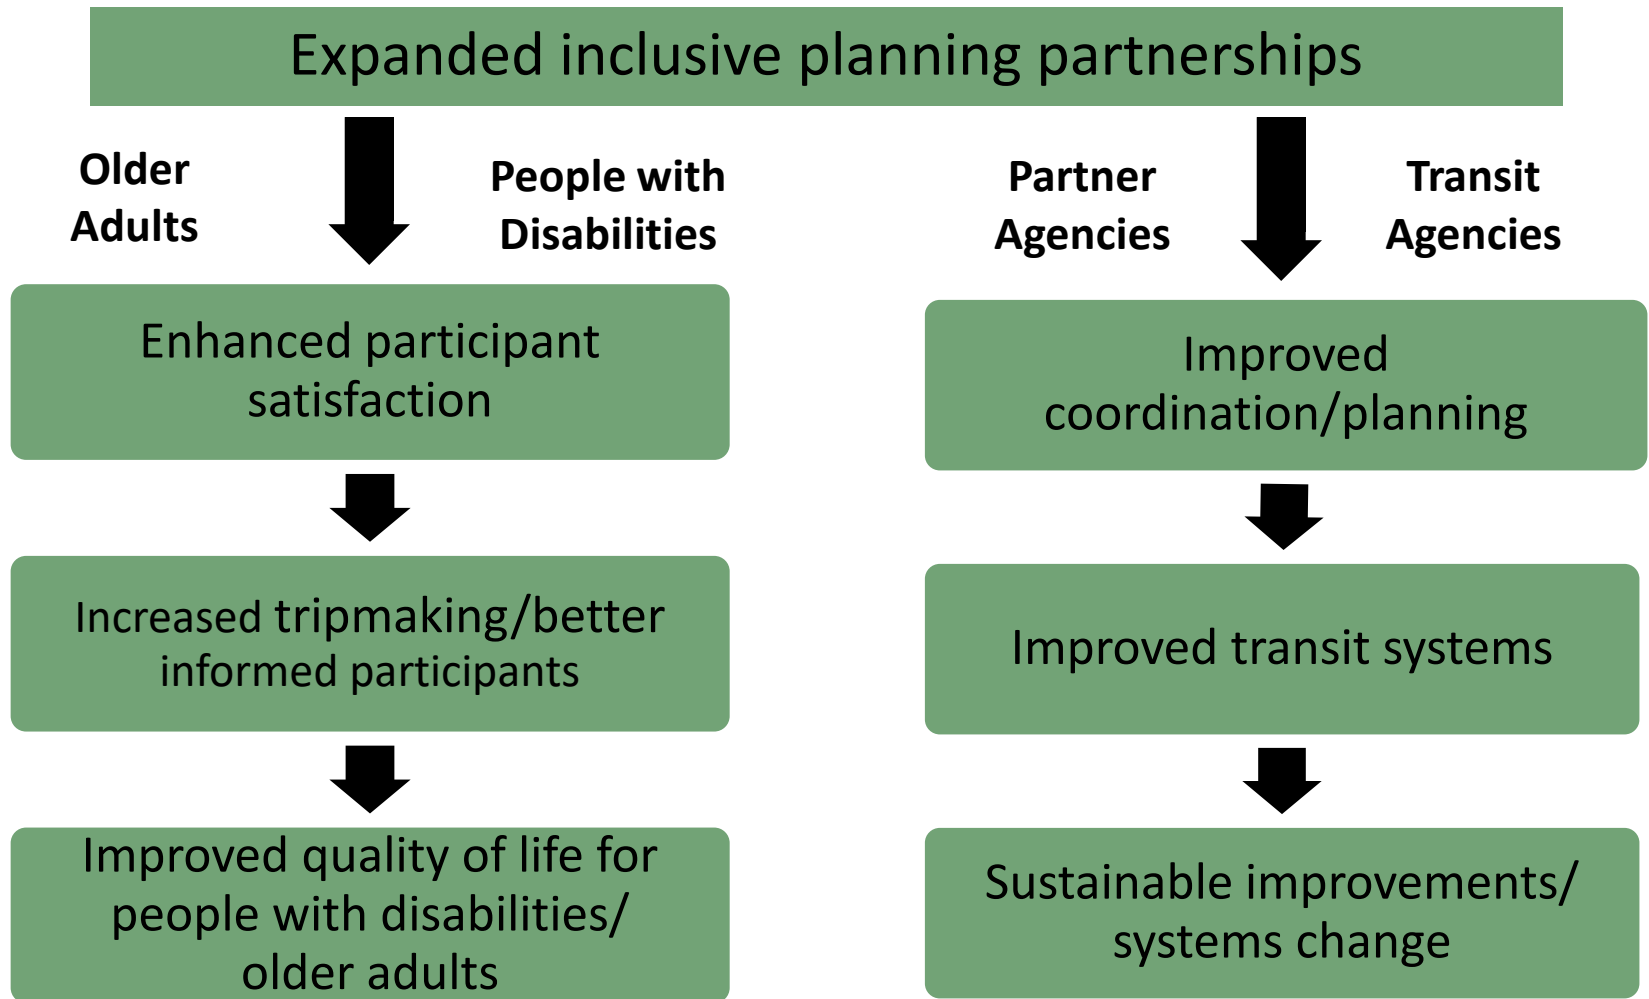 Expanded inclusive planning partnerships
Older
Adults
People with
Disabilities
Partner
Agencies
Transit
Agencies
Enhanced participant
satisfaction
Improved
coordination/planning
Increased tripmaking/better
informed participants
Improved transit systems
Improved quality of life for
people with disabilities/
older adults
Sustainable improvements/
systems change